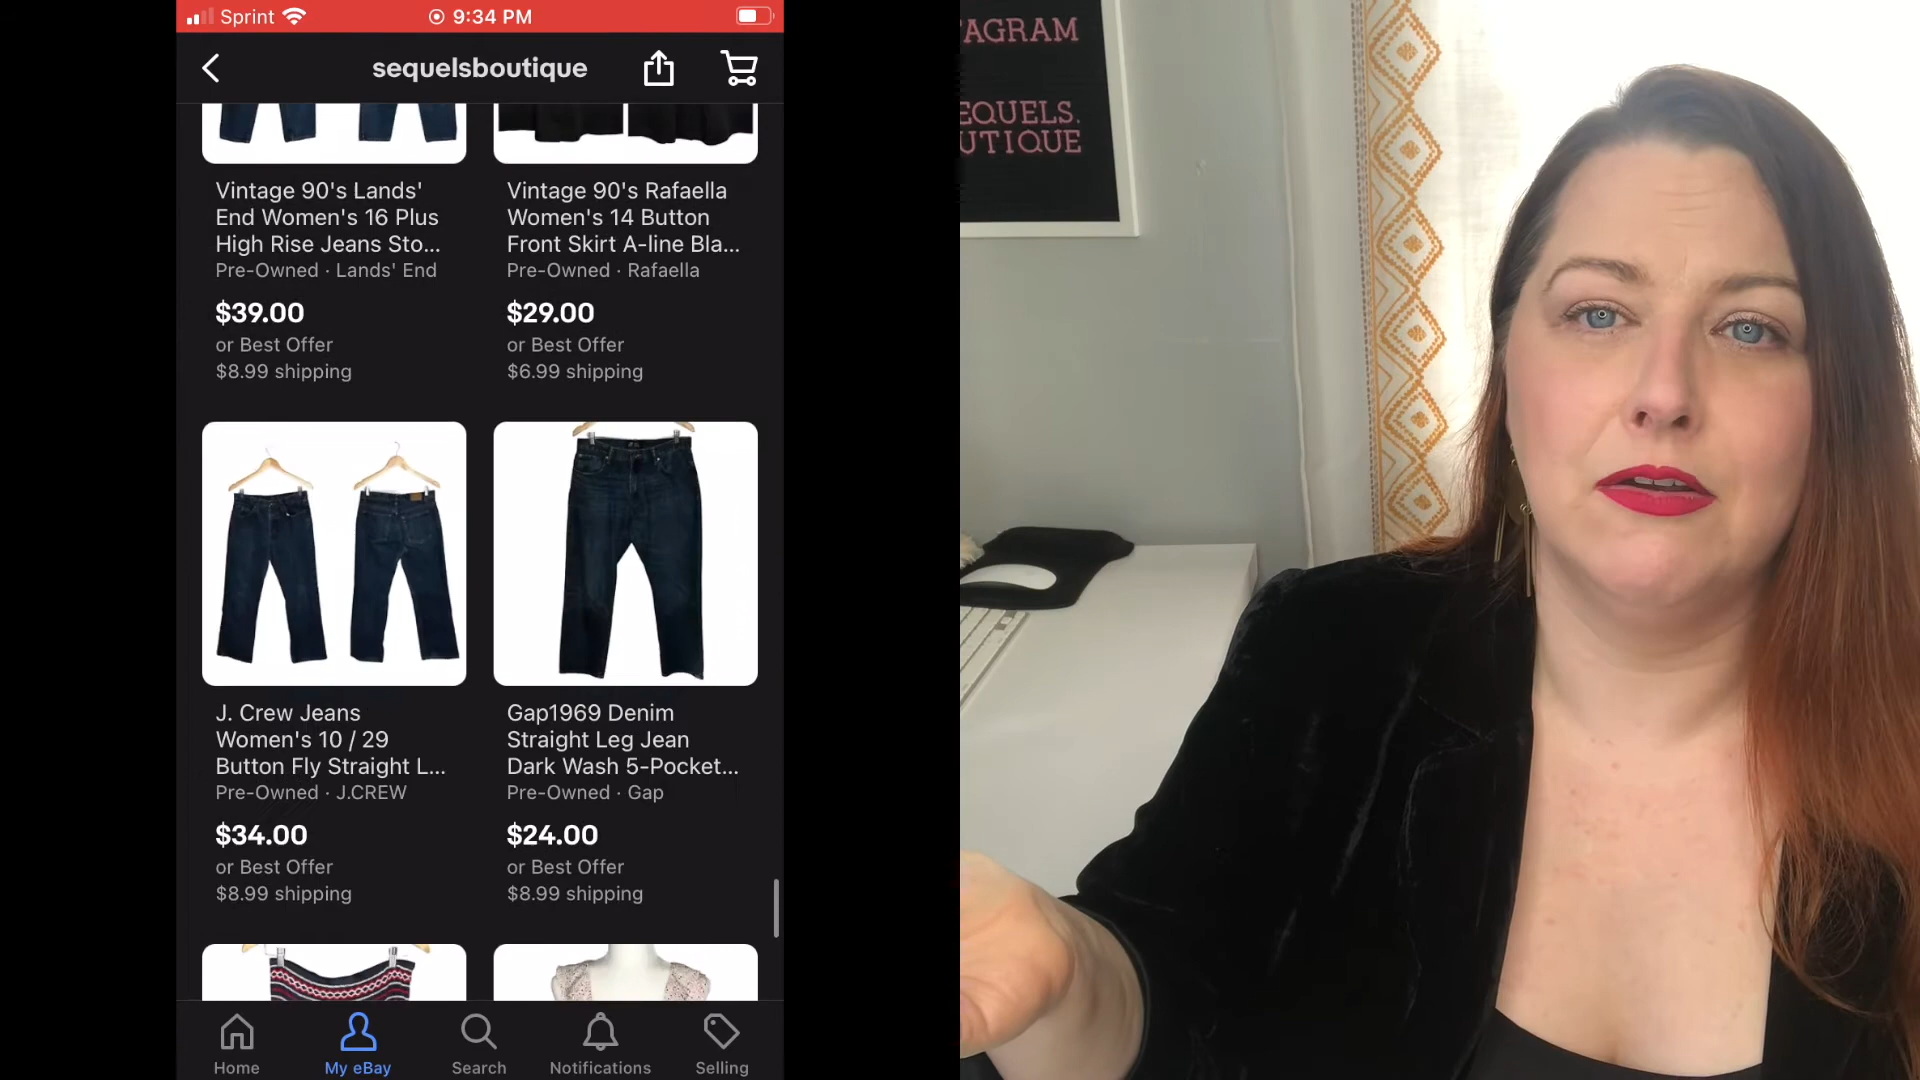 Sprint 9:34 PM
sequelsboutique
Vintage 90's Lands'
End Women's 16 Plus
High Rise Jeans Sto...
Pre-Owned · Lands' End
$39.00
or Best Offer
$8.99 shipping
Vintage 90's Rafaella
Women's 14 Button
Front Skirt A-line Bla...
Pre-Owned · Rafaella
$29.00
or Best Offer
$6.99 shipping
J. Crew Jeans
Women's 10 / 29
Button Fly Straight L...
Pre-Owned · J.CREW
$34.00
or Best Offer
$8.99 shipping
Gap1969 Denim
Straight Leg Jean
Dark Wash 5-Pocket...
Pre-Owned · Gap
$24.00
or Best Offer
$8.99 shipping
Home
My eBay
Search
Notifications
Selling
AGRAM
EQUELS.
UTIQUE